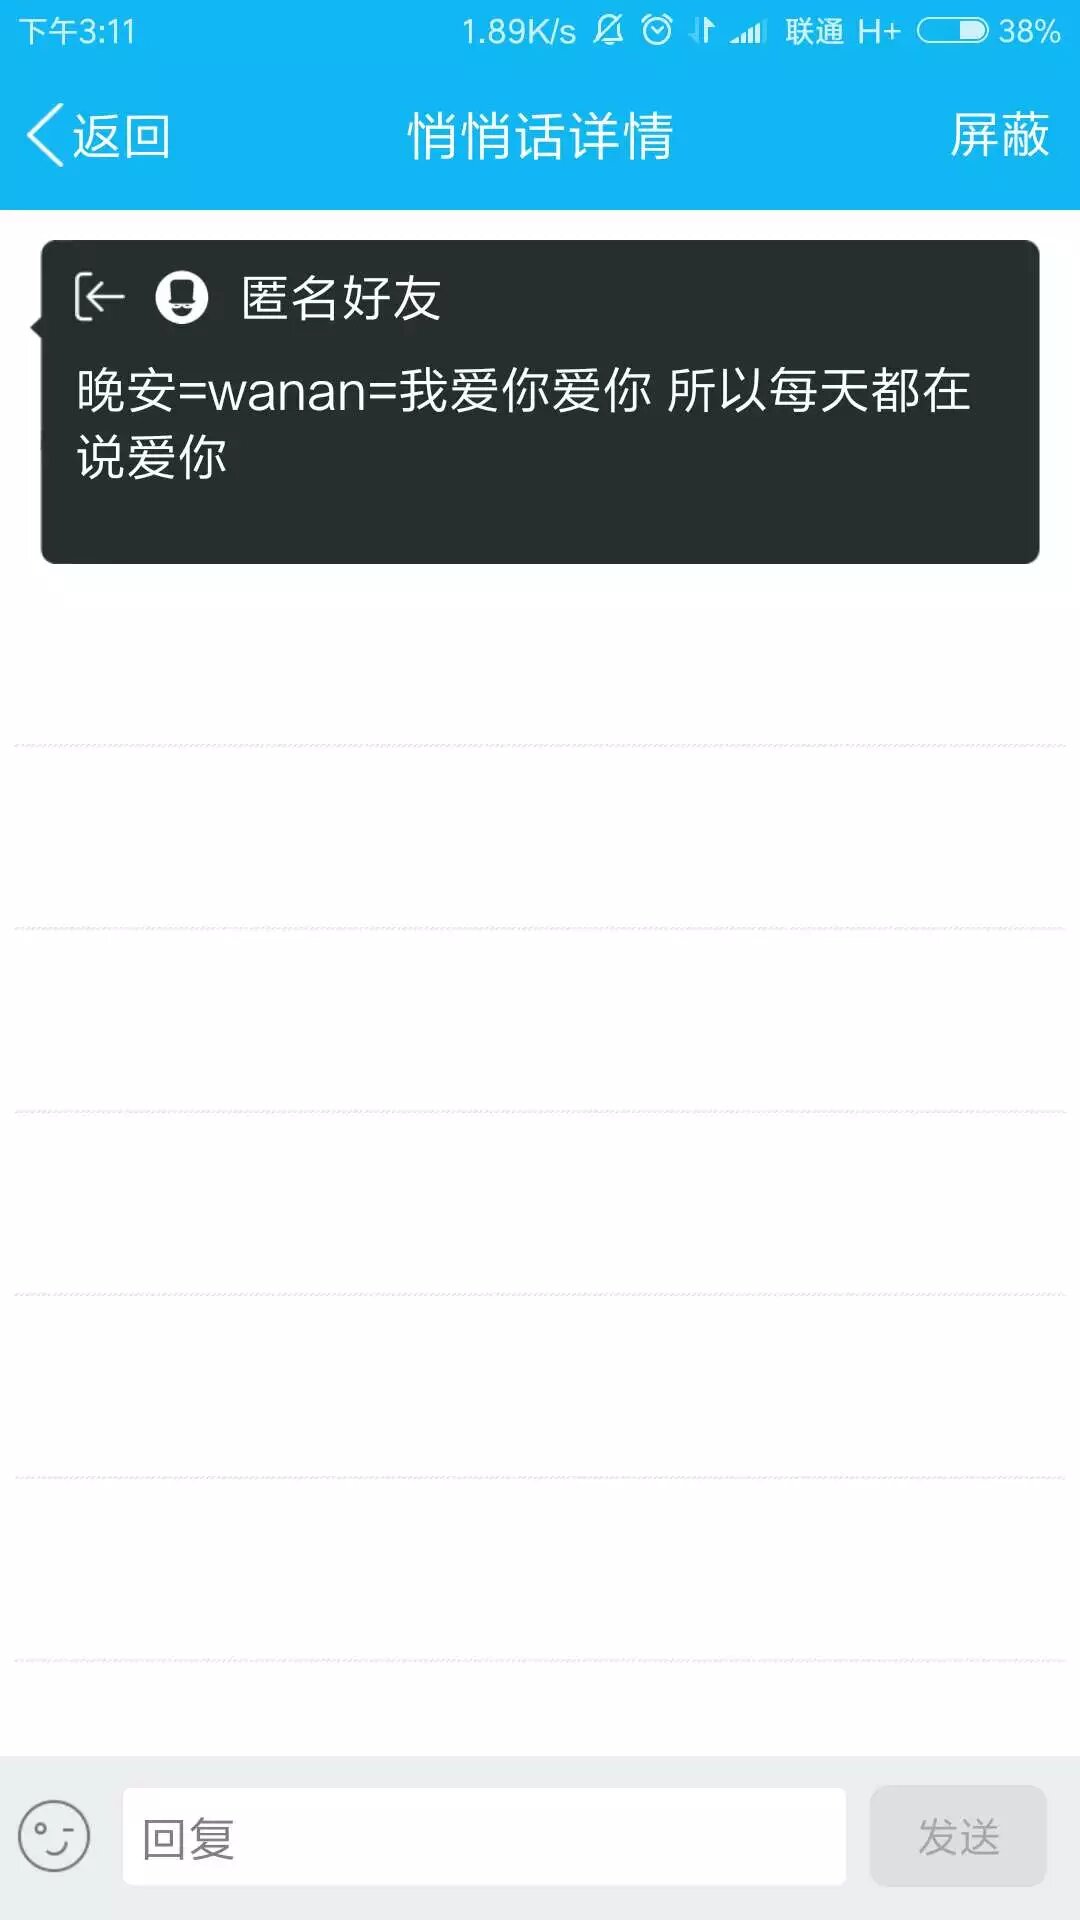 下午3:11 1.89K/s 联通 H+ 38%
返回 悄悄话详情 屏蔽
匿名好友
晚安=wanan=我爱你爱你 所以每天都在
说爱你
回复 发送